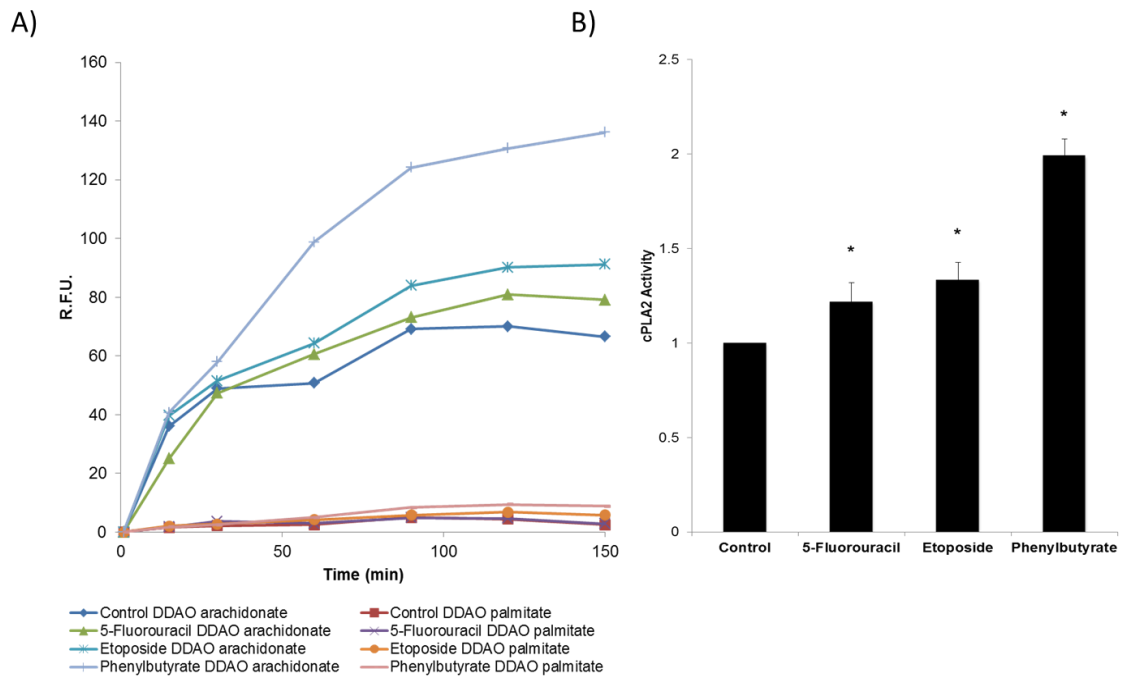 A)
160
140
120
100
80
60
40
20
0
R.F.U.
0 50 100 150
Time (min)
Control DDAO arachidonate
Control DDAO palmitate
5-Fluorouracil DDAO arachidonate
5-Fluorouracil DDAO palmitate
Etoposide DDAO arachidonate
Etoposide DDAO palmitate
Phenylbutyrate DDAO arachidonate
Phenylbutyrate DDAO palmitate
B)
2.5
2
1.5
1
0.5
0
cPLA2 Activity
*
*
*
Control 5-Fluorouracil Etoposide Phenylbutyrate